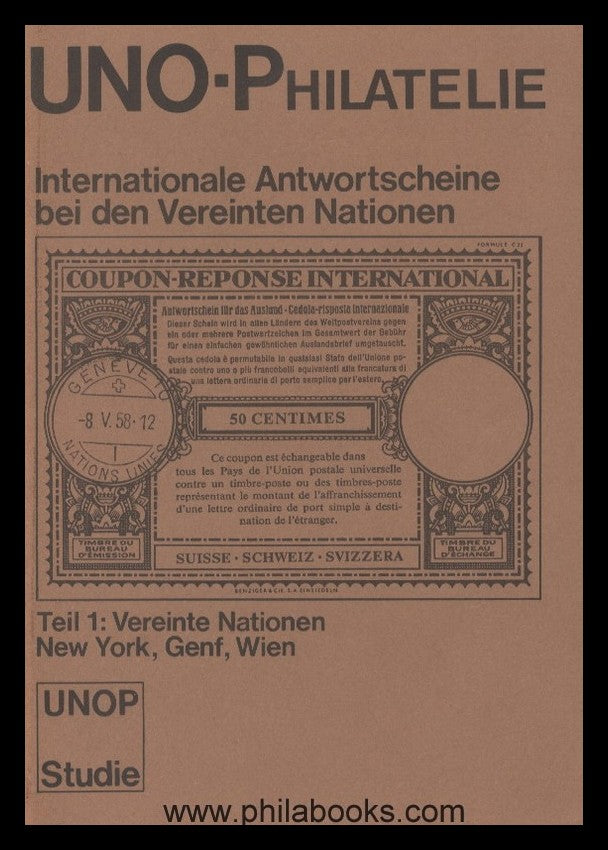 UNO-PHILATELIE
Internationale Antwortscheine
bei den Vereinten Nationen
FORMULE C 22
COUPON-REPONSE INTERNATIONAL
Antwortschein für das Ausland · Cedola-risposta internazionale
Dieser Schein wird in allen Ländern des Weltpostvereins gegen
ein oder mehrere Postwertzeichen im Gesamtwert der Gebühr
für einen einfachen gewöhnlichen Auslandsbrief umgetauscht.
Questa cedola è permutabile in qualsiasi Stato dell'Unione po-
stale contro uno o più francobolli equivalenti alla francatura di
una lettera ordinaria di porto semplice per l'estero.
GENÈVE 10
-8. V. 58·12
1
NATIONS UNIES
50 CENTIMES
Ce coupon est échangeable dans
tous les Pays de l'Union postale universelle
contre un timbre-poste ou des timbres-poste
représentant le montant de l'affranchissement
d'une lettre ordinaire de port simple à desti-
nation de l'étranger.
TIMBRE DU
BUREAU
D'ÉMISSION
TIMBRE DU
BUREAU
D'ÉCHANGE
SUISSE · SCHWEIZ · SVIZZERA
BENZIGER & CIE. S.A. EINSIEDELN
Teil 1: Vereinte Nationen
New York, Genf, Wien
UNOP
Studie
www.philabooks.com